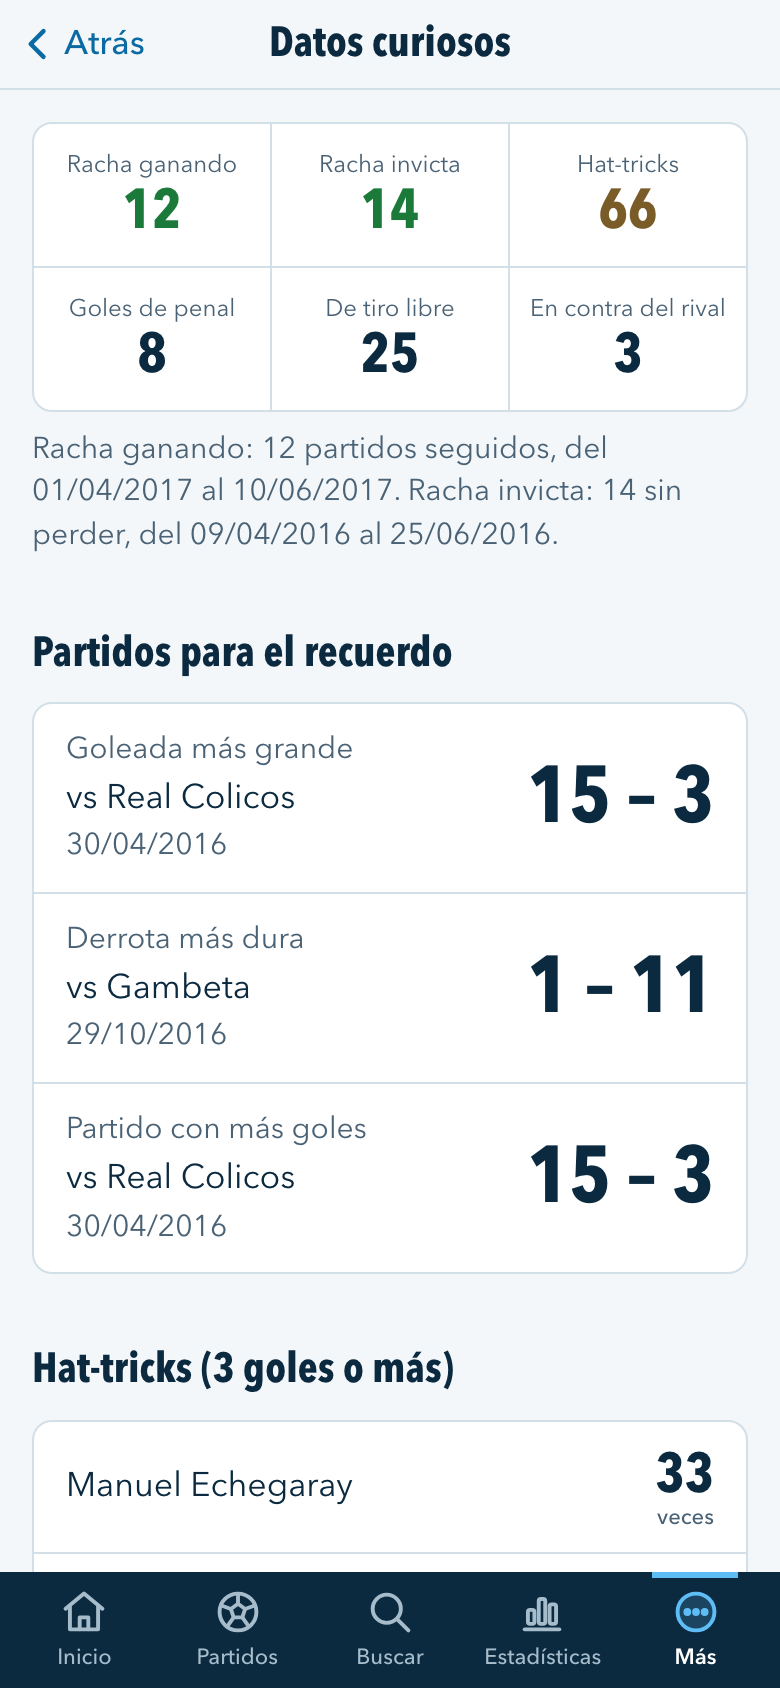 Atrás
Datos curiosos
Racha ganando
12
Racha invicta
14
Hat-tricks
66
Goles de penal
8
De tiro libre
25
En contra del rival
3
Racha ganando: 12 partidos seguidos, del
01/04/2017 al 10/06/2017. Racha invicta: 14 sin
perder, del 09/04/2016 al 25/06/2016.
Partidos para el recuerdo
Goleada más grande
vs Real Colicos
30/04/2016
15 – 3
Derrota más dura
vs Gambeta
29/10/2016
1 – 11
Partido con más goles
vs Real Colicos
30/04/2016
15 – 3
Hat-tricks (3 goles o más)
Manuel Echegaray
33
veces
Inicio
Partidos
Buscar
Estadísticas
Más